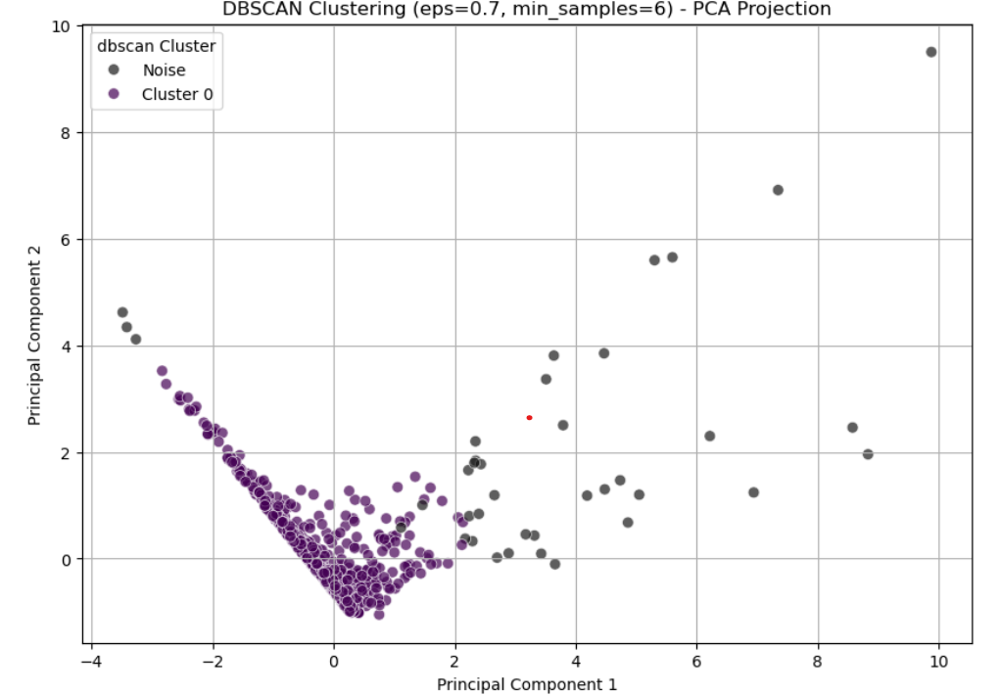 DBSCAN Clustering (eps=0.7, min_samples=6) - PCA Projection
dbscan Cluster
Noise
Cluster 0
10
8
6
4
2
0
Principal Component 2
−4
−2
0
2
4
6
8
10
Principal Component 1